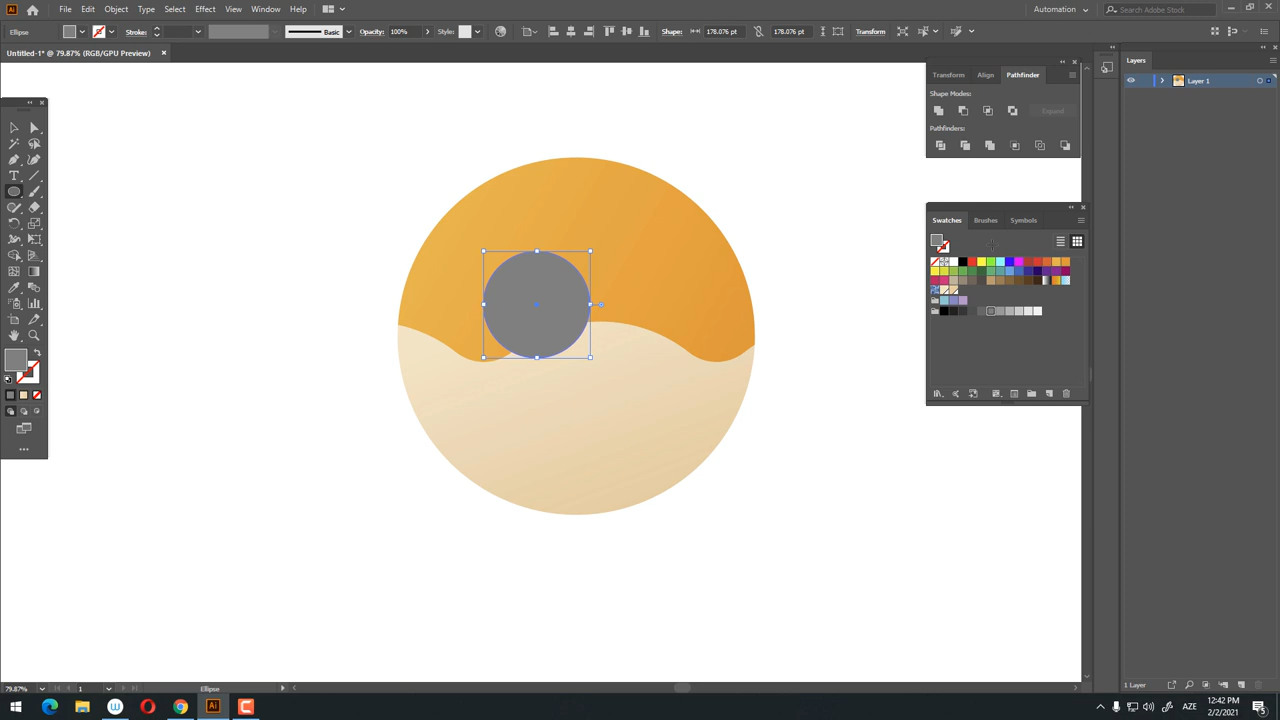 Ai File Edit Object Type Select Effect View Window Help Automation Search Adobe Stock
Ellipse Stroke: Basic Opacity: 100% Style: Shape: 178.076 pt 178.076 pt Transform
Untitled-1* @ 79.87% (RGB/GPU Preview)
Layers
Transform Align Pathfinder
Layer 1
Shape Modes:
Expand
Pathfinders:
Swatches Brushes Symbols
1 Layer
79.87% 1 Ellipse
12:42 PM
AZE
2/2/2021